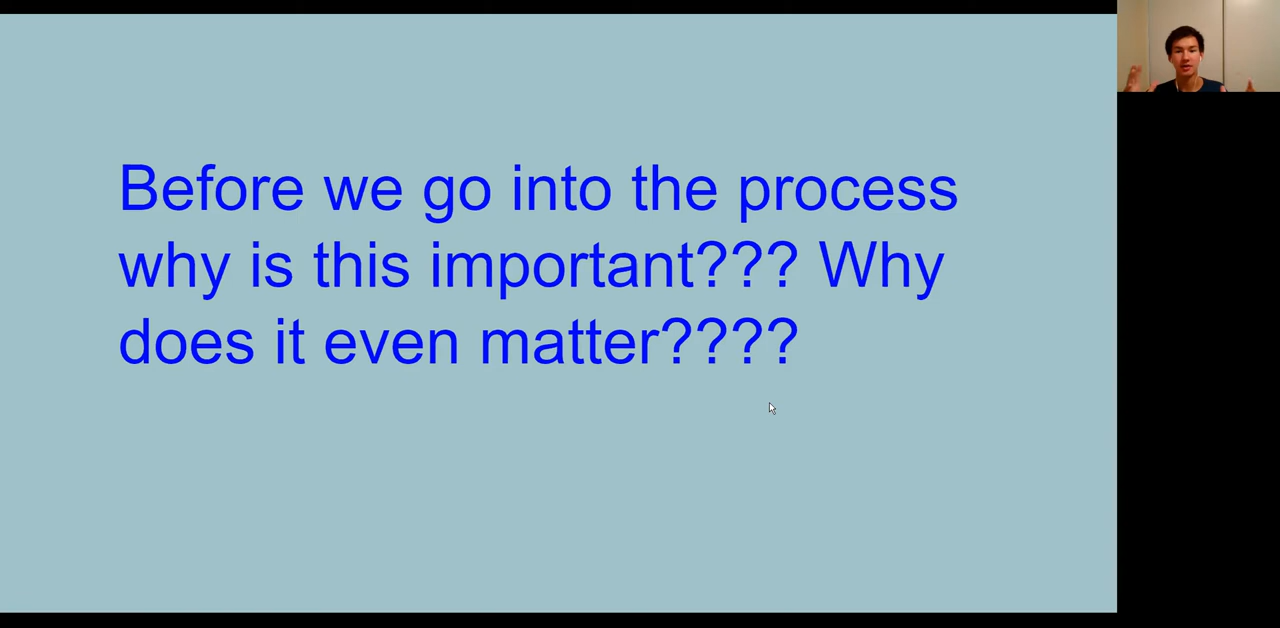 Before we go into the process
why is this important??? Why
does it even matter????